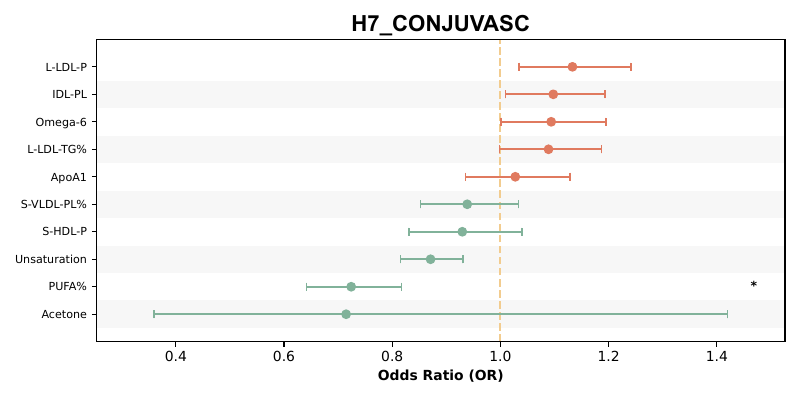 H7_CONJUVASC
L-LDL-P
IDL-PL
Omega-6
L-LDL-TG%
ApoA1
S-VLDL-PL%
S-HDL-P
Unsaturation
PUFA%
*
Acetone
0.4 0.6 0.8 1.0 1.2 1.4
Odds Ratio (OR)